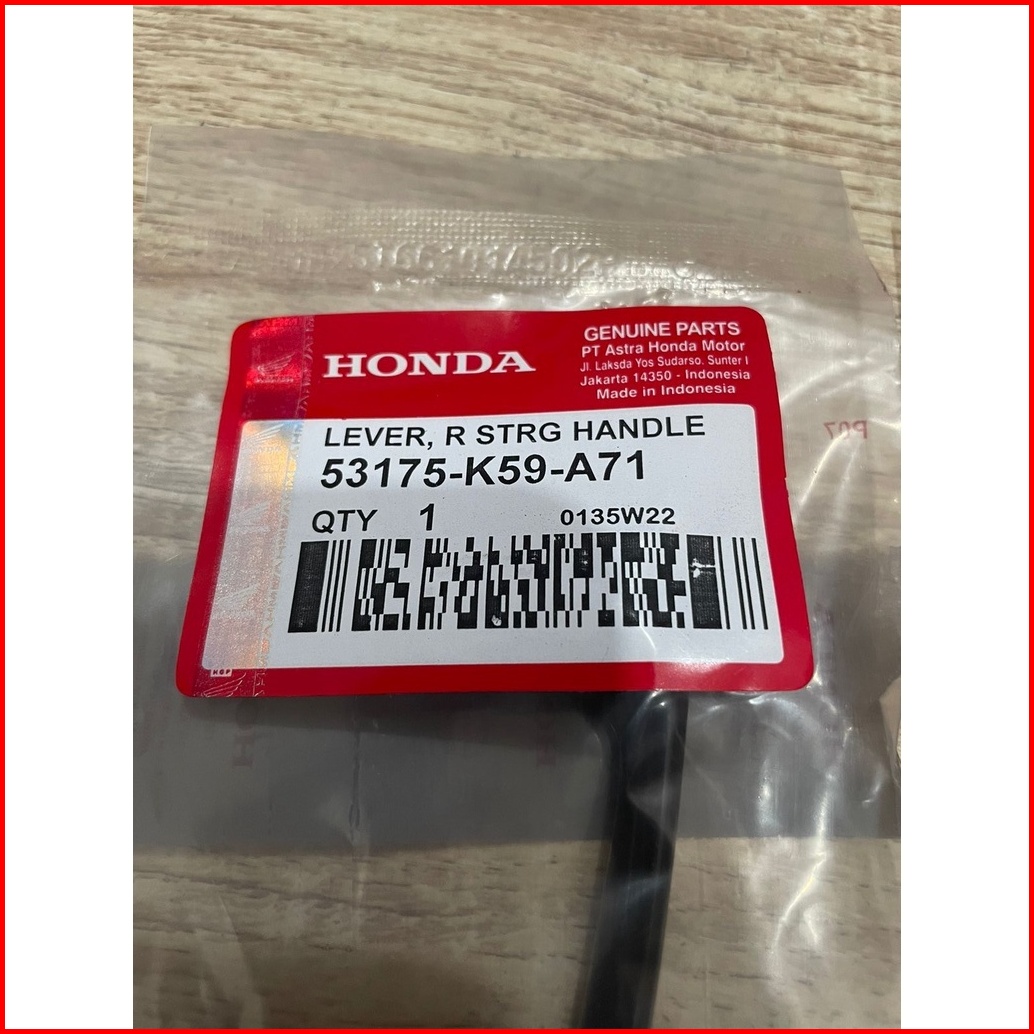 HONDA
GENUINE PARTS
PT Astra Honda Motor
Jl. Laksda Yos Sudarso. Sunter I
Jakarta 14350 - Indonesia
Made in Indonesia
LEVER, R STRG HANDLE
53175-K59-A71
QTY 1 0135W22
P07